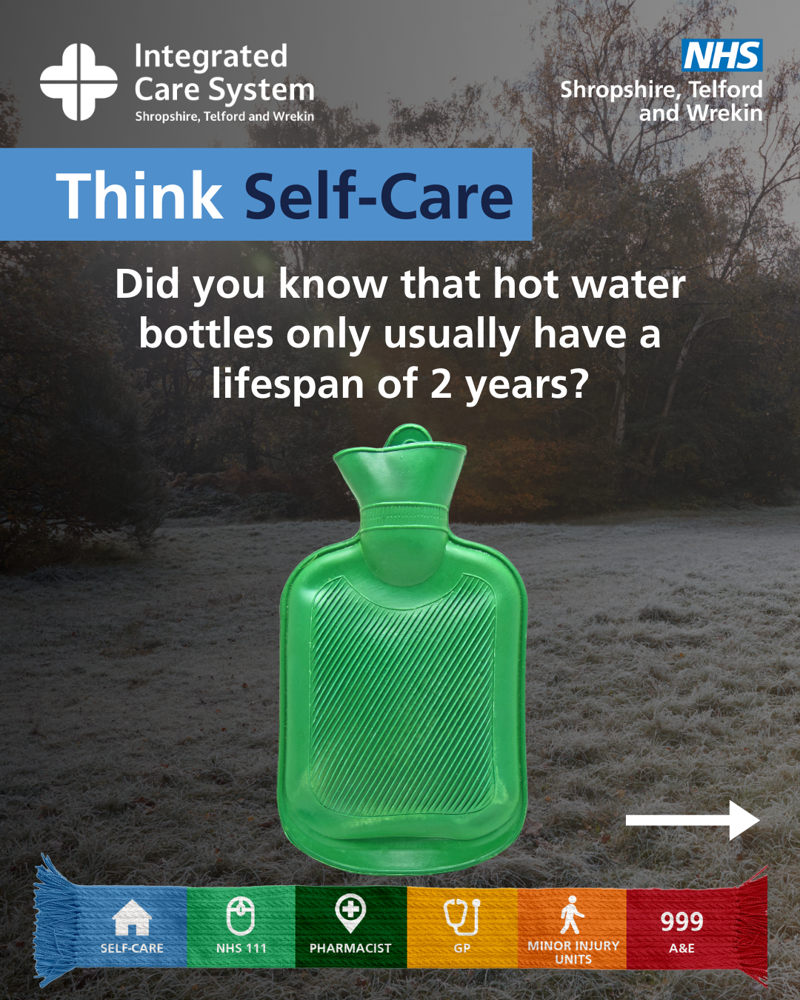 Integrated
Care System
Shropshire, Telford and Wrekin
NHS
Shropshire, Telford
and Wrekin
Think Self-Care
Did you know that hot water
bottles only usually have a
lifespan of 2 years?
SELF-CARE
NHS 111
PHARMACIST
GP
MINOR INJURY
UNITS
999
A&E